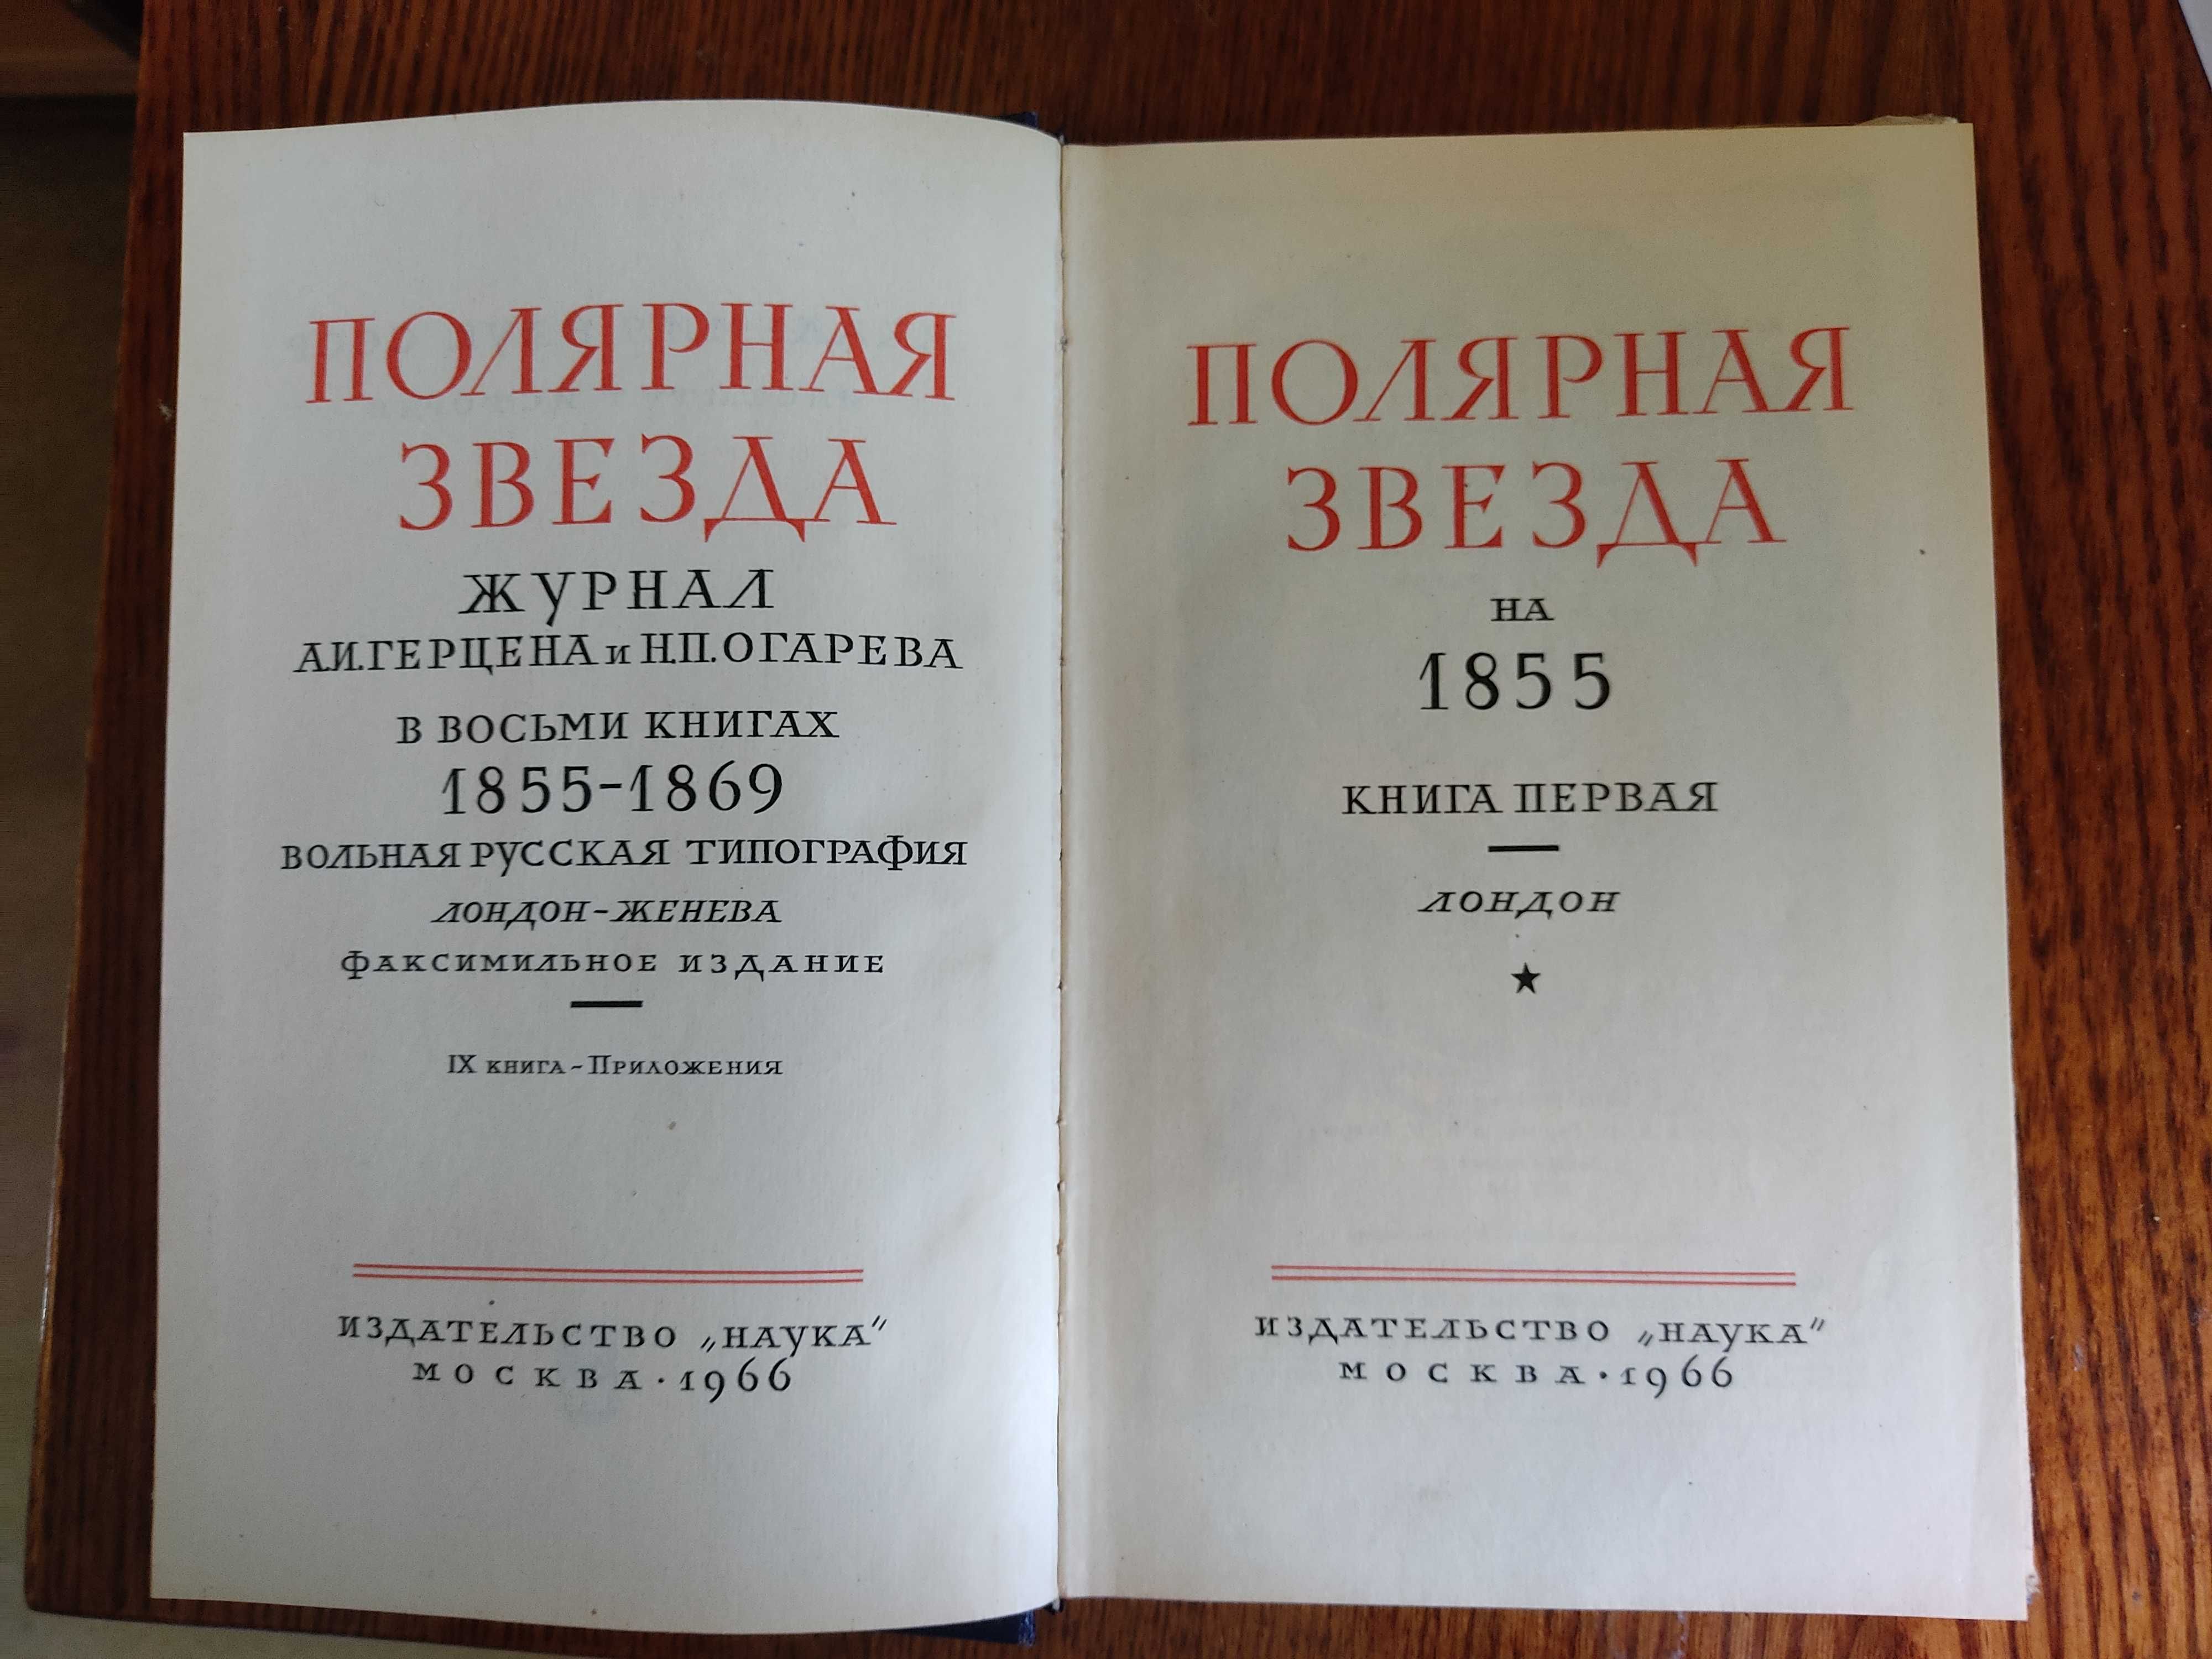 ПОЛЯРНАЯ
ЗВЕЗДА
ЖУРНАЛ
А.И.ГЕРЦЕНА и Н.П.ОГАРЕВА
В ВОСЬМИ КНИГАХ
1855-1869
ВОЛЬНАЯ РУССКАЯ ТИПОГРАФИЯ
ЛОНДОН-ЖЕНЕВА
ФАКСИМИЛЬНОЕ ИЗДАНИЕ
IX КНИГА-ПРИЛОЖЕНИЯ
ИЗДАТЕЛЬСТВО „НАУКА"
МОСКВА·1966
ПОЛЯРНАЯ
ЗВЕЗДА
НА
1855
КНИГА ПЕРВАЯ
ЛОНДОН
★
ИЗДАТЕЛЬСТВО „НАУКА"
МОСКВА·1966